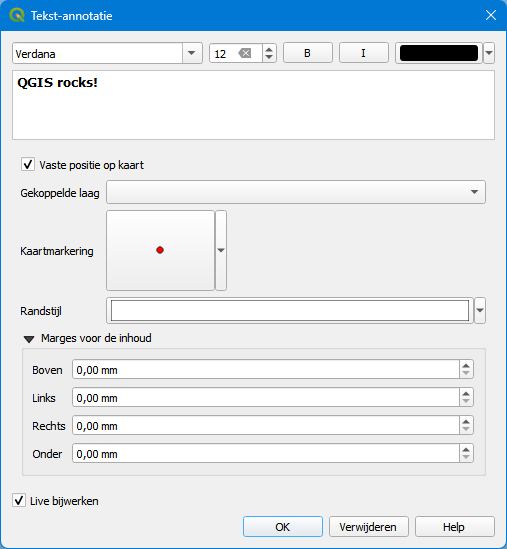 Tekst-annotatie
Verdana 12 B I
QGIS rocks!
Vaste positie op kaart
Gekoppelde laag
Kaartmarkering
Randstijl
Marges voor de inhoud
Boven 0,00 mm
Links 0,00 mm
Rechts 0,00 mm
Onder 0,00 mm
Live bijwerken
OK Verwijderen Help